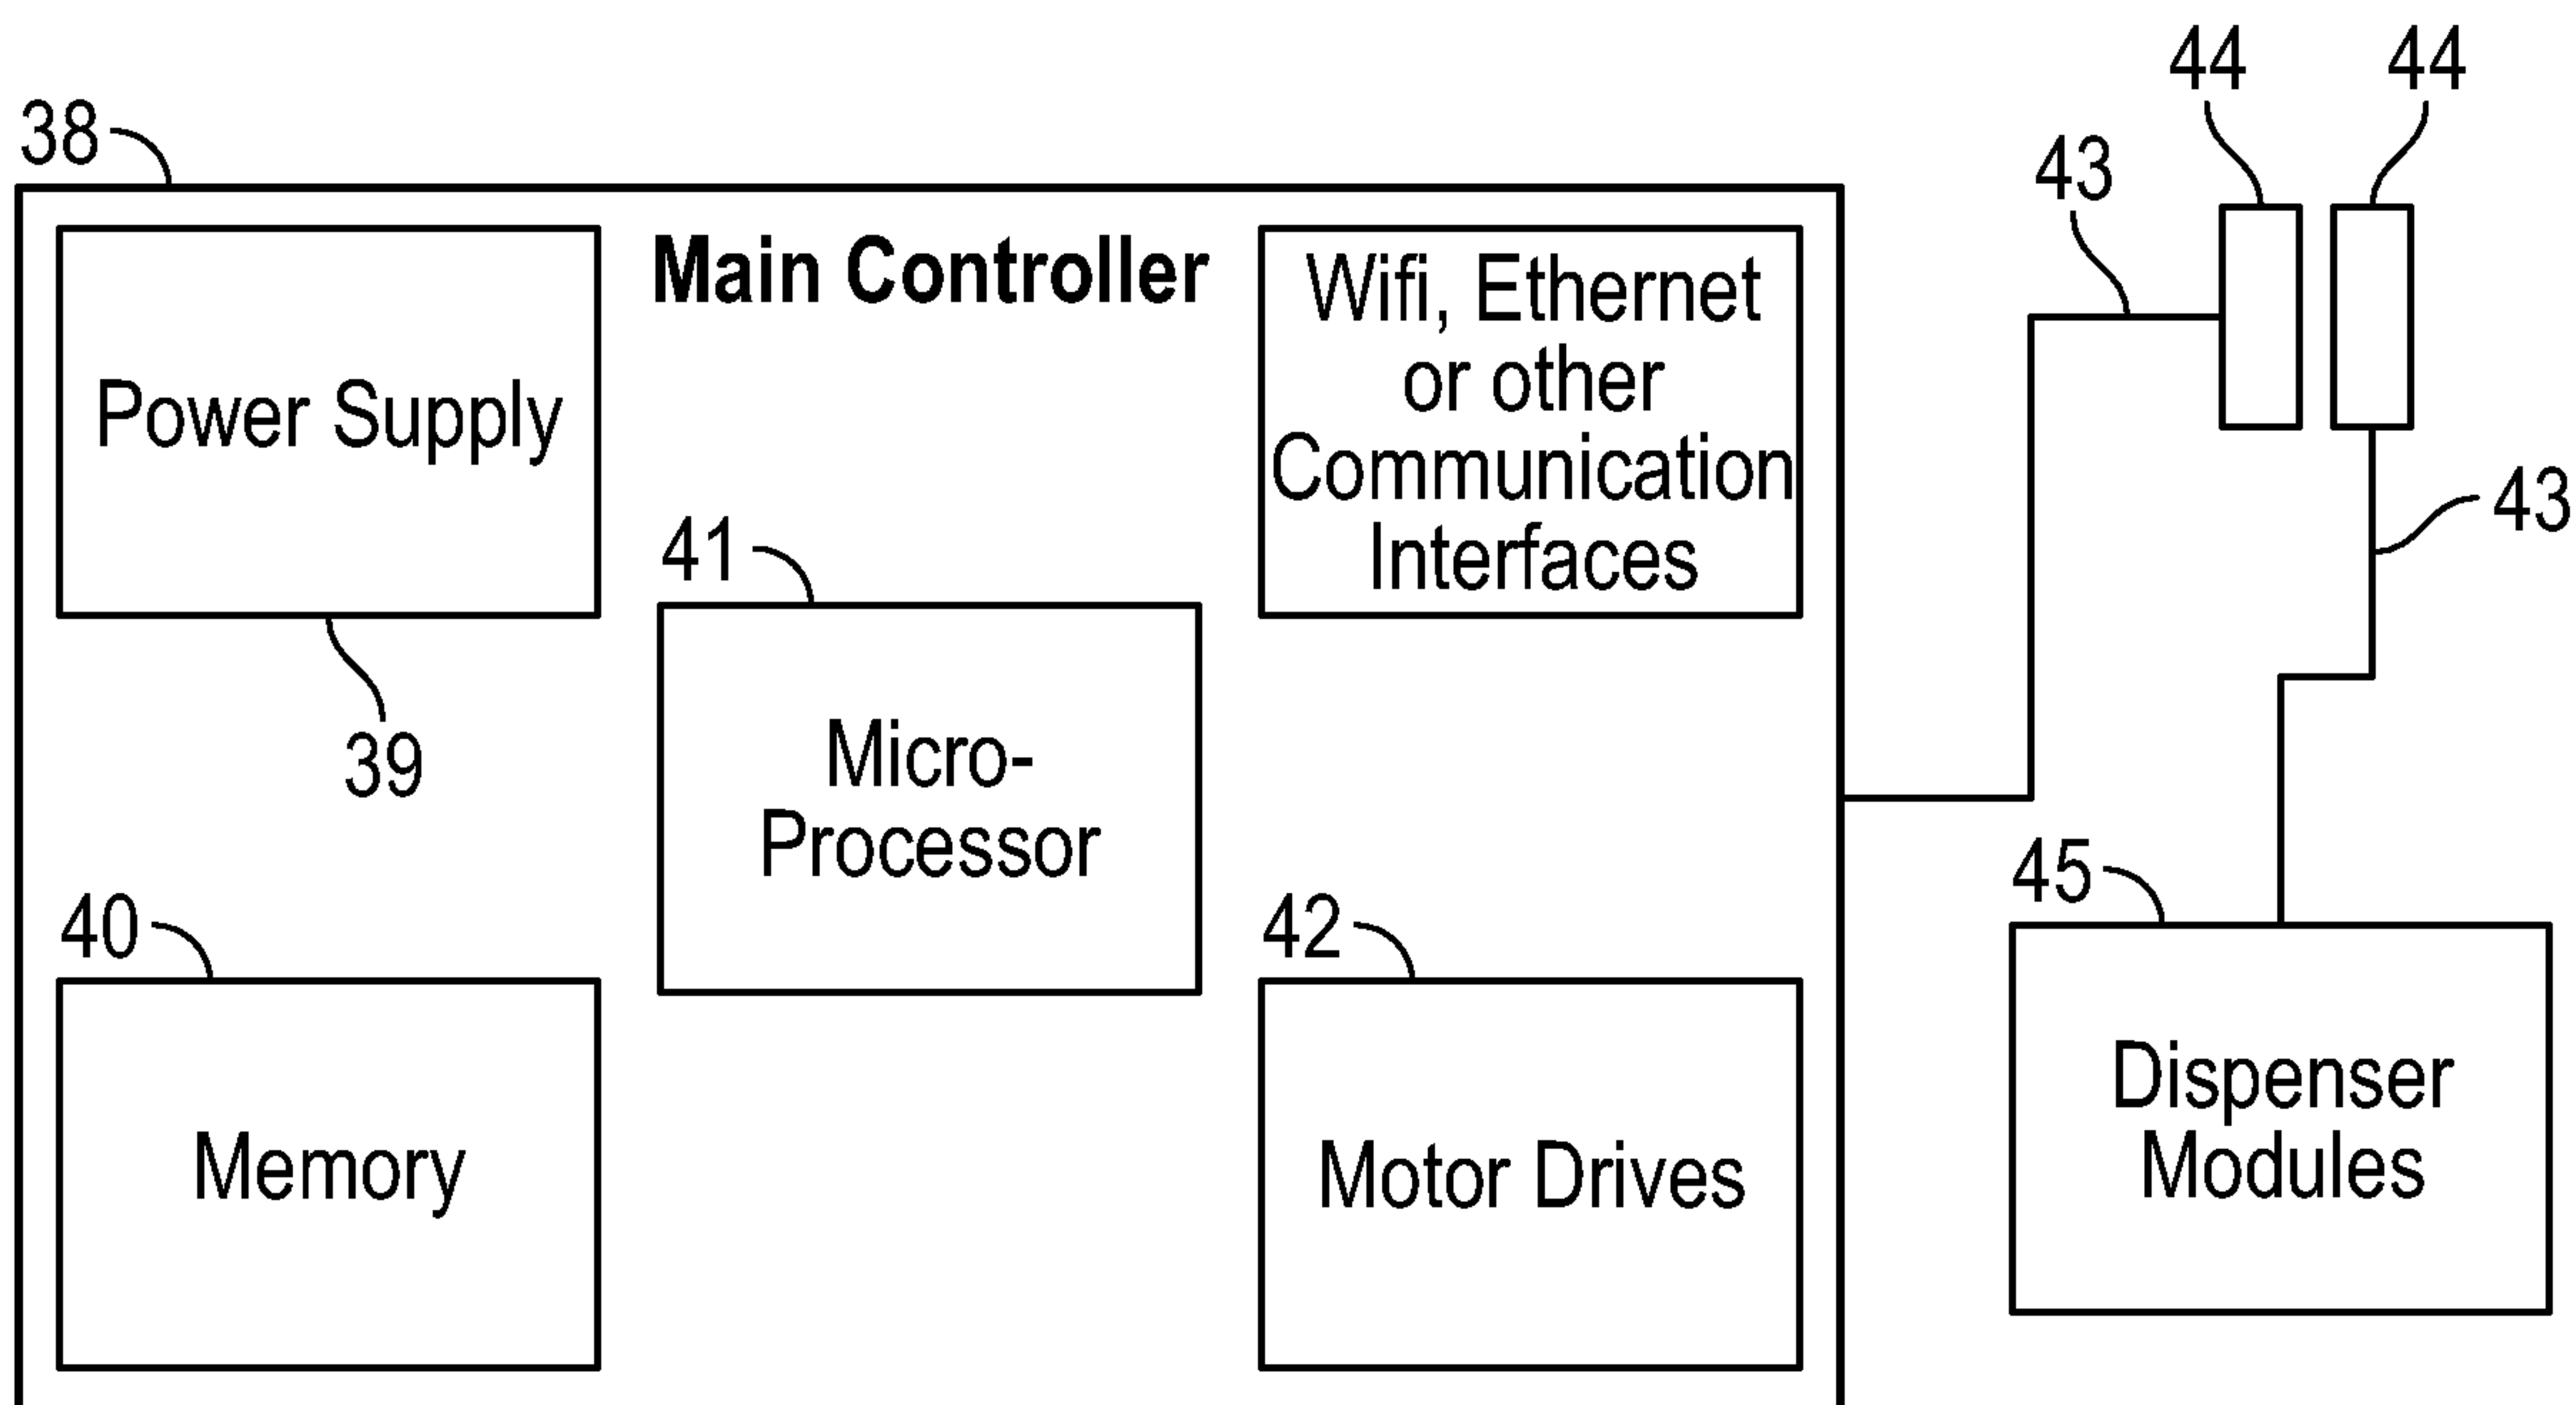 44
44
38
43
Main Controller
Power Supply
Wifi, Ethernet
or other
Communication
Interfaces
43
41
39
Micro-
Processor
45
40
42
Memory
Motor Drives
Dispenser
Modules